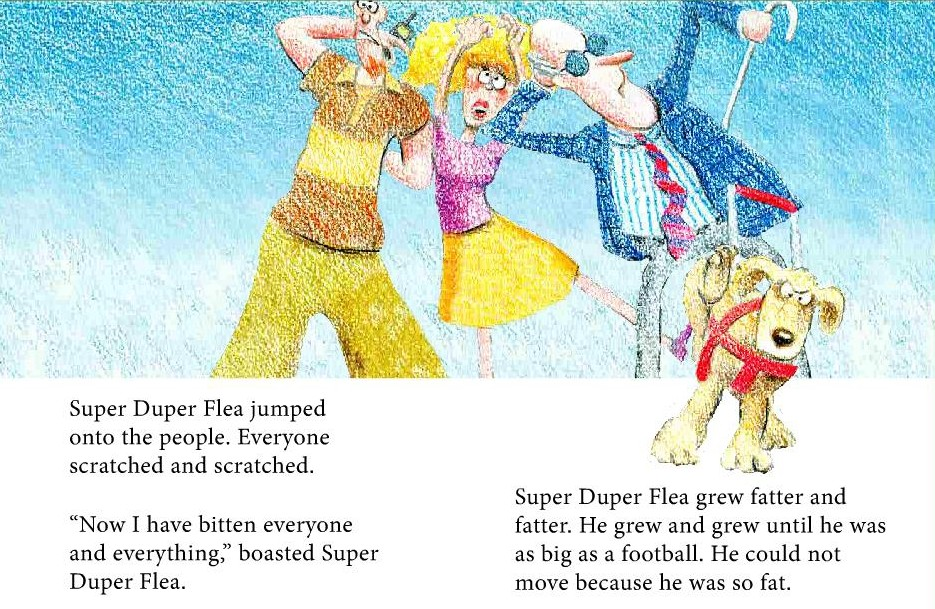 Super Duper Flea jumped
onto the people. Everyone
scratched and scratched.
“Now I have bitten everyone
and everything,” boasted Super
Duper Flea.
Super Duper Flea grew fatter and
fatter. He grew and grew until he was
as big as a football. He could not
move because he was so fat.